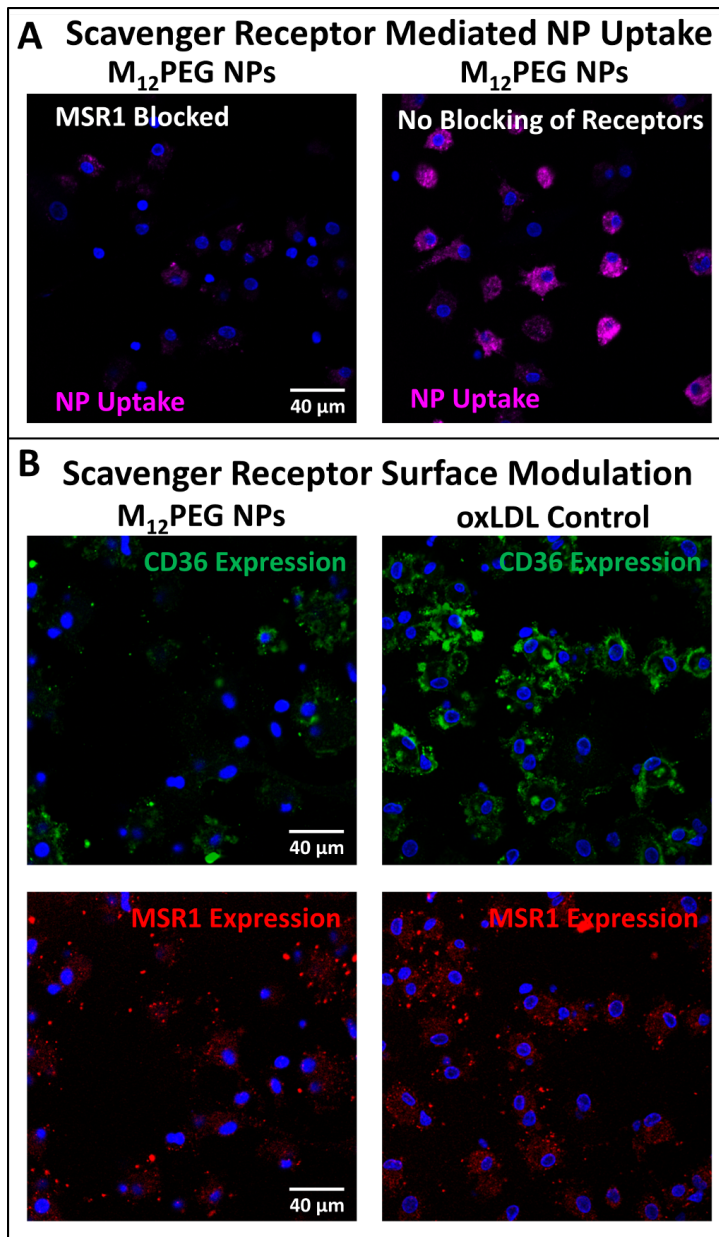 A Scavenger Receptor Mediated NP Uptake
M₁₂PEG NPs
M₁₂PEG NPs
MSR1 Blocked
No Blocking of Receptors
NP Uptake
40 µm
NP Uptake
B Scavenger Receptor Surface Modulation
M₁₂PEG NPs
oxLDL Control
CD36 Expression
CD36 Expression
40 µm
MSR1 Expression
MSR1 Expression
40 µm